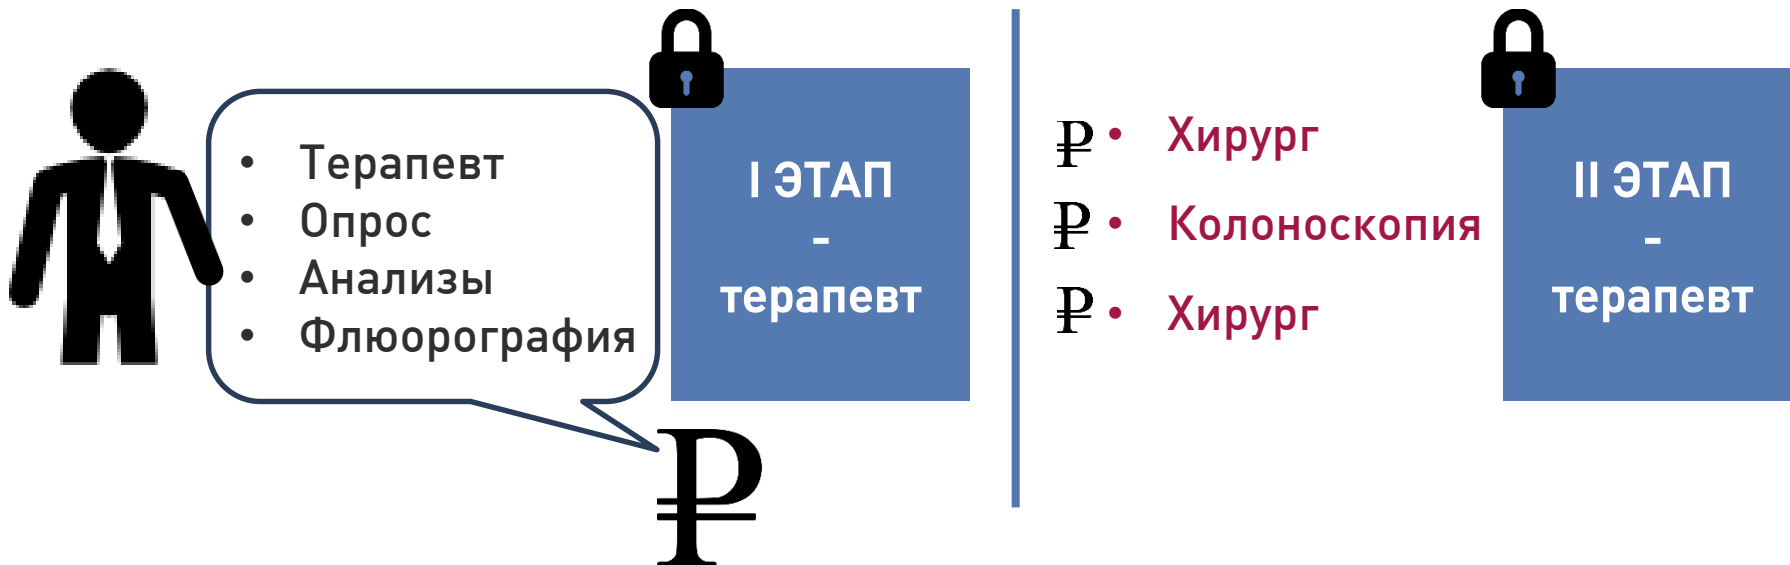 • Терапевт
• Опрос
• Анализы
• Флюорография
₽
I ЭТАП
-
терапевт
₽ • Хирург
₽ • Колоноскопия
₽ • Хирург
II ЭТАП
-
терапевт